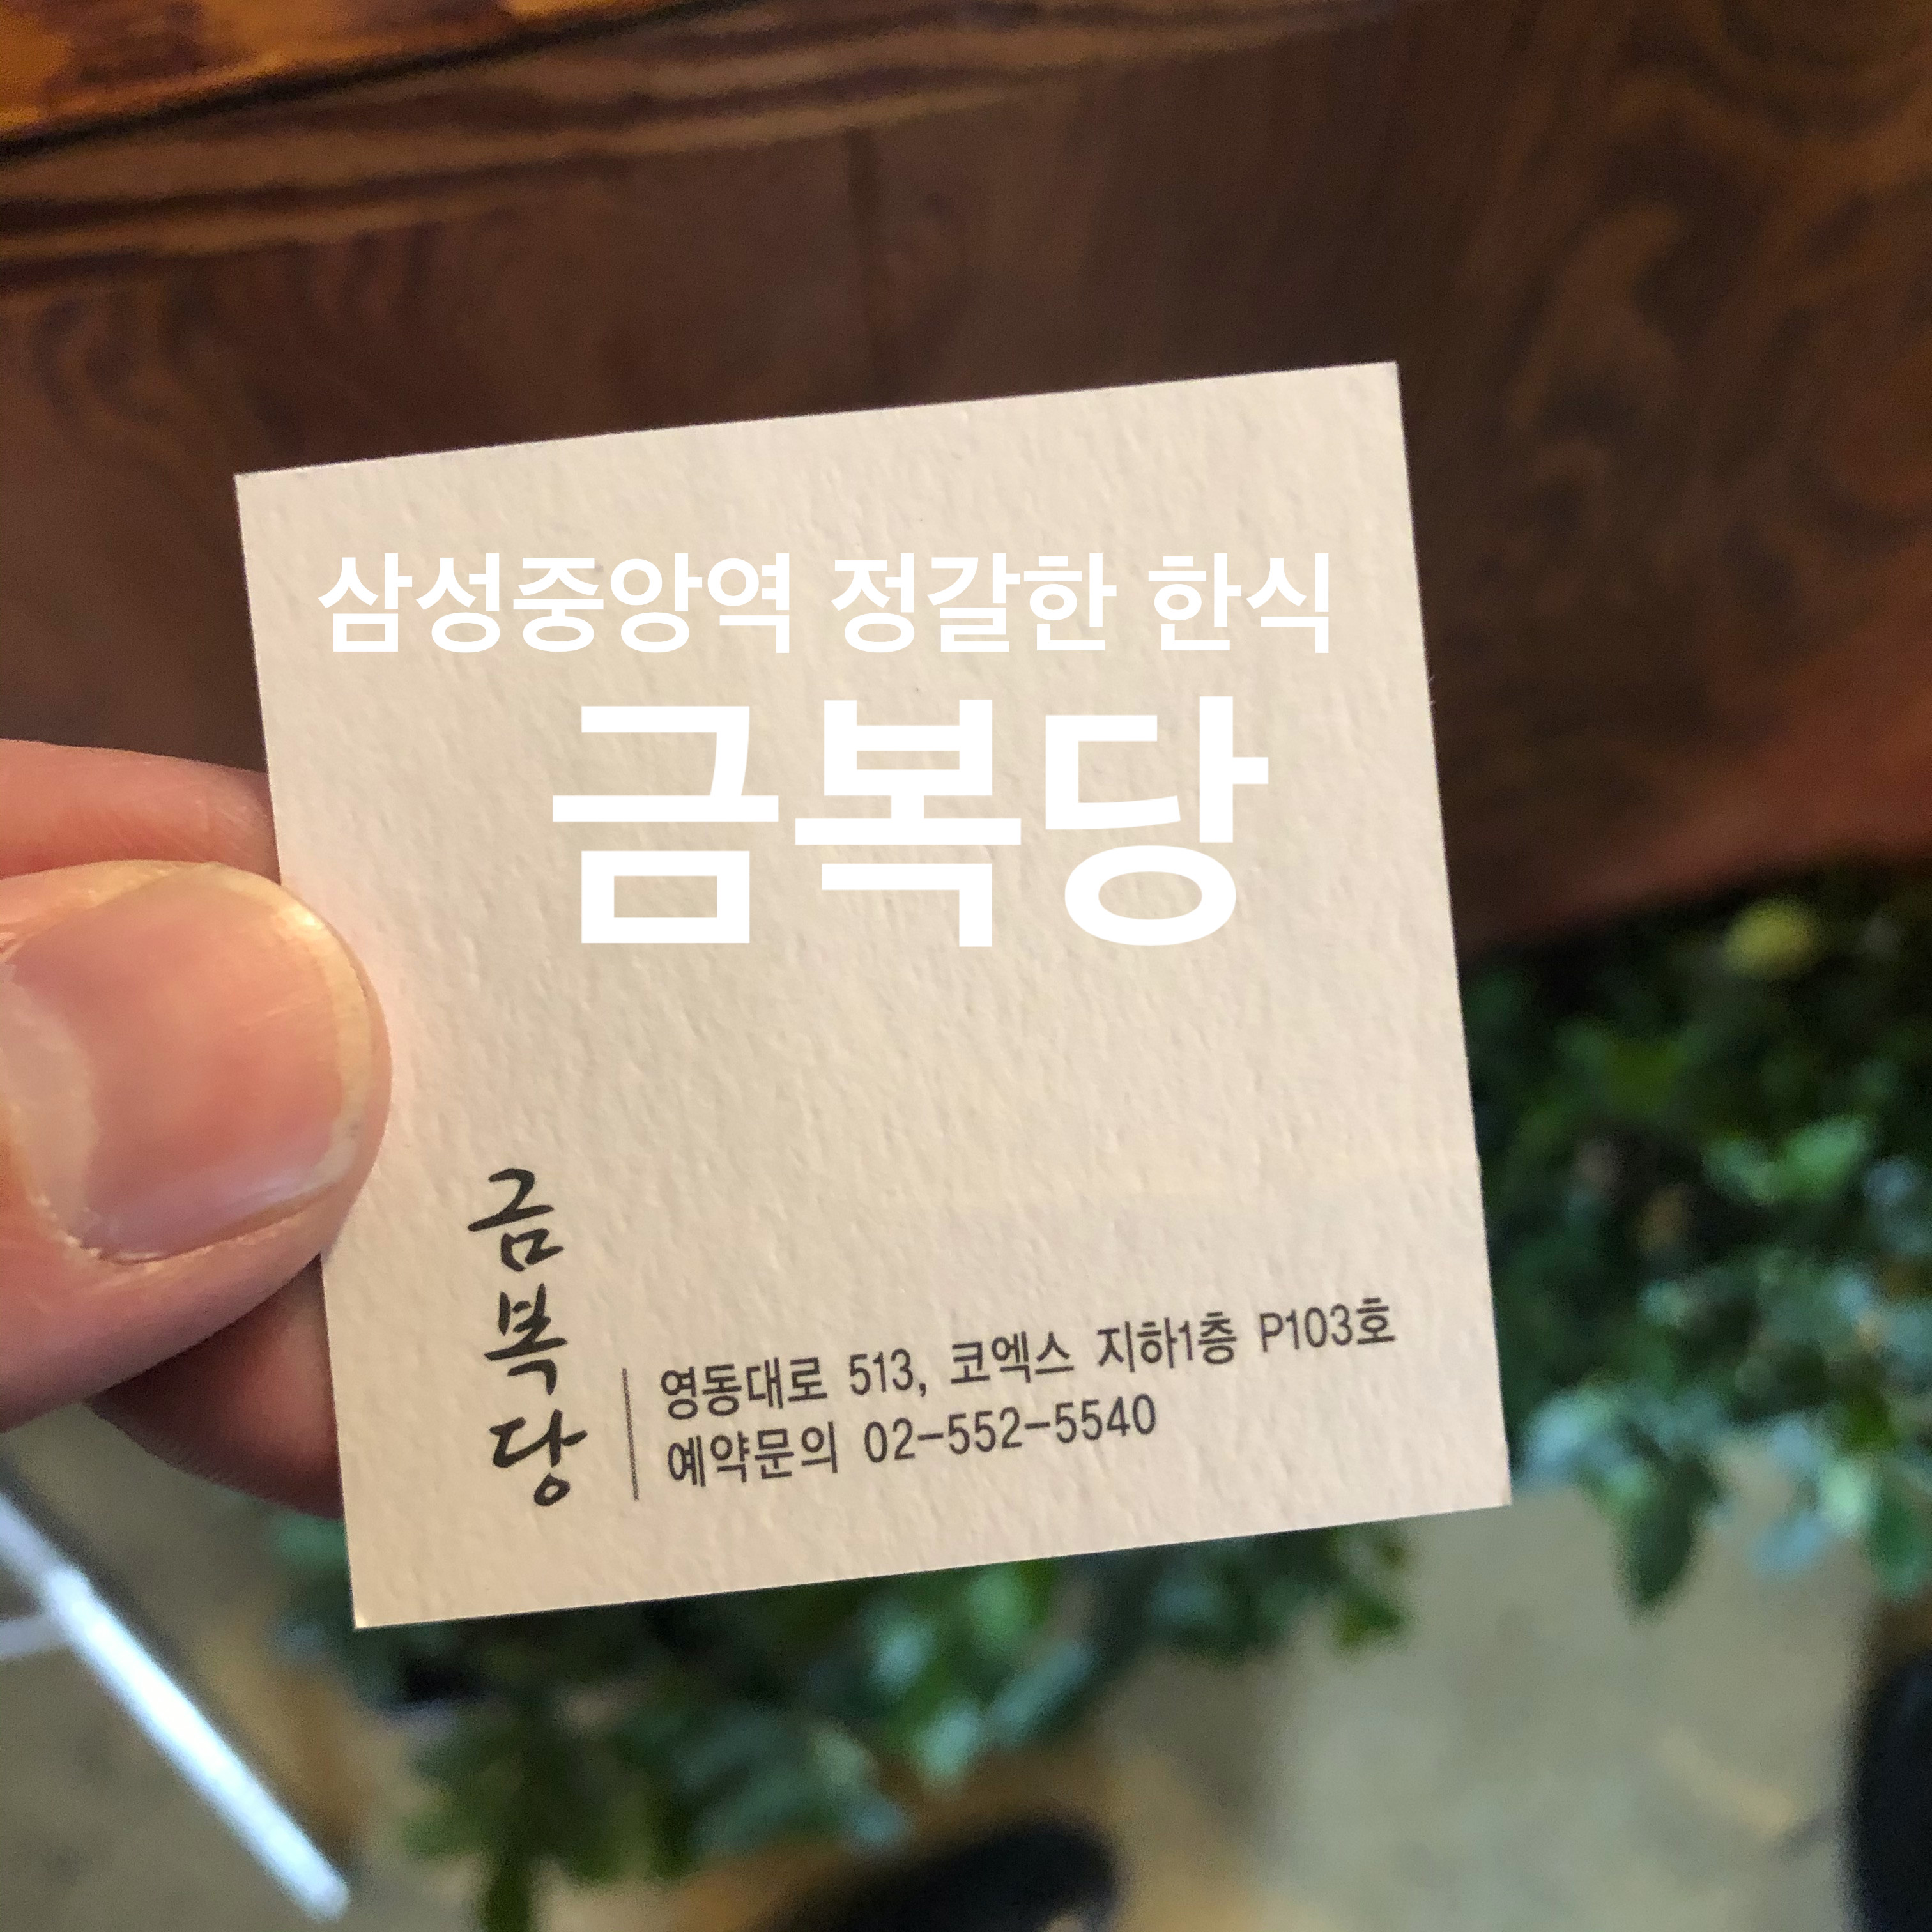 삼성중앙역 정갈한 한식
금복당
금복당
영동대로 513, 코엑스 지하1층 P103호
예약문의 02-552-5540